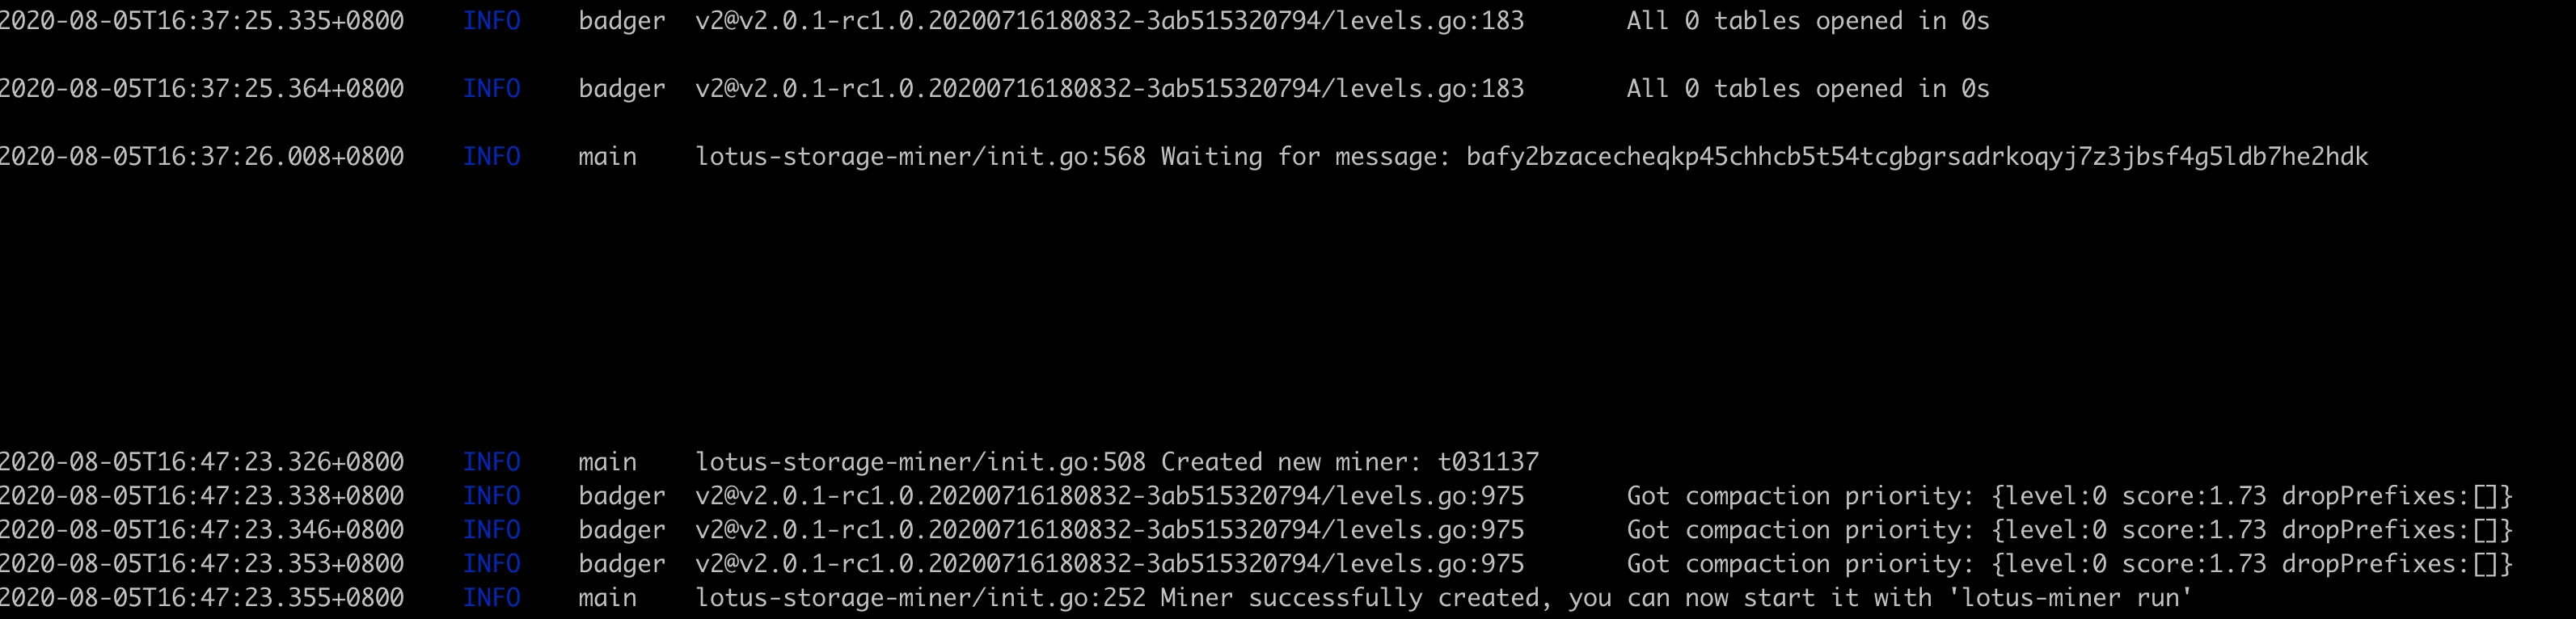 2020-08-05T16:37:25.335+0800 INFO badger v2@v2.0.1-rc1.0.20200716180832-3ab515320794/levels.go:183 All 0 tables opened in 0s
2020-08-05T16:37:25.364+0800 INFO badger v2@v2.0.1-rc1.0.20200716180832-3ab515320794/levels.go:183 All 0 tables opened in 0s
2020-08-05T16:37:26.008+0800 INFO main lotus-storage-miner/init.go:568 Waiting for message: bafy2bzacecheqkp45chhcb5t54tcgbgrsadrkoqyj7z3jbsf4g5ldb7he2hdk
2020-08-05T16:47:23.326+0800 INFO main lotus-storage-miner/init.go:508 Created new miner: t031137
2020-08-05T16:47:23.338+0800 INFO badger v2@v2.0.1-rc1.0.20200716180832-3ab515320794/levels.go:975 Got compaction priority: {level:0 score:1.73 dropPrefixes:[]}
2020-08-05T16:47:23.346+0800 INFO badger v2@v2.0.1-rc1.0.20200716180832-3ab515320794/levels.go:975 Got compaction priority: {level:0 score:1.73 dropPrefixes:[]}
2020-08-05T16:47:23.353+0800 INFO badger v2@v2.0.1-rc1.0.20200716180832-3ab515320794/levels.go:975 Got compaction priority: {level:0 score:1.73 dropPrefixes:[]}
2020-08-05T16:47:23.355+0800 INFO main lotus-storage-miner/init.go:252 Miner successfully created, you can now start it with 'lotus-miner run'